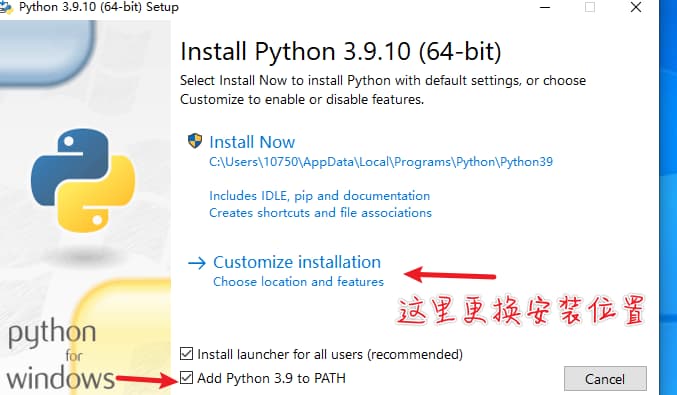 Python 3.9.10 (64-bit) Setup
Install Python 3.9.10 (64-bit)
Select Install Now to install Python with default settings, or choose
Customize to enable or disable features.
Install Now
C:\Users\10750\AppData\Local\Programs\Python\Python39
Includes IDLE, pip and documentation
Creates shortcuts and file associations
Customize installation
Choose location and features
这里更换安装位置
python
for
windows
Install launcher for all users (recommended)
Add Python 3.9 to PATH
Cancel